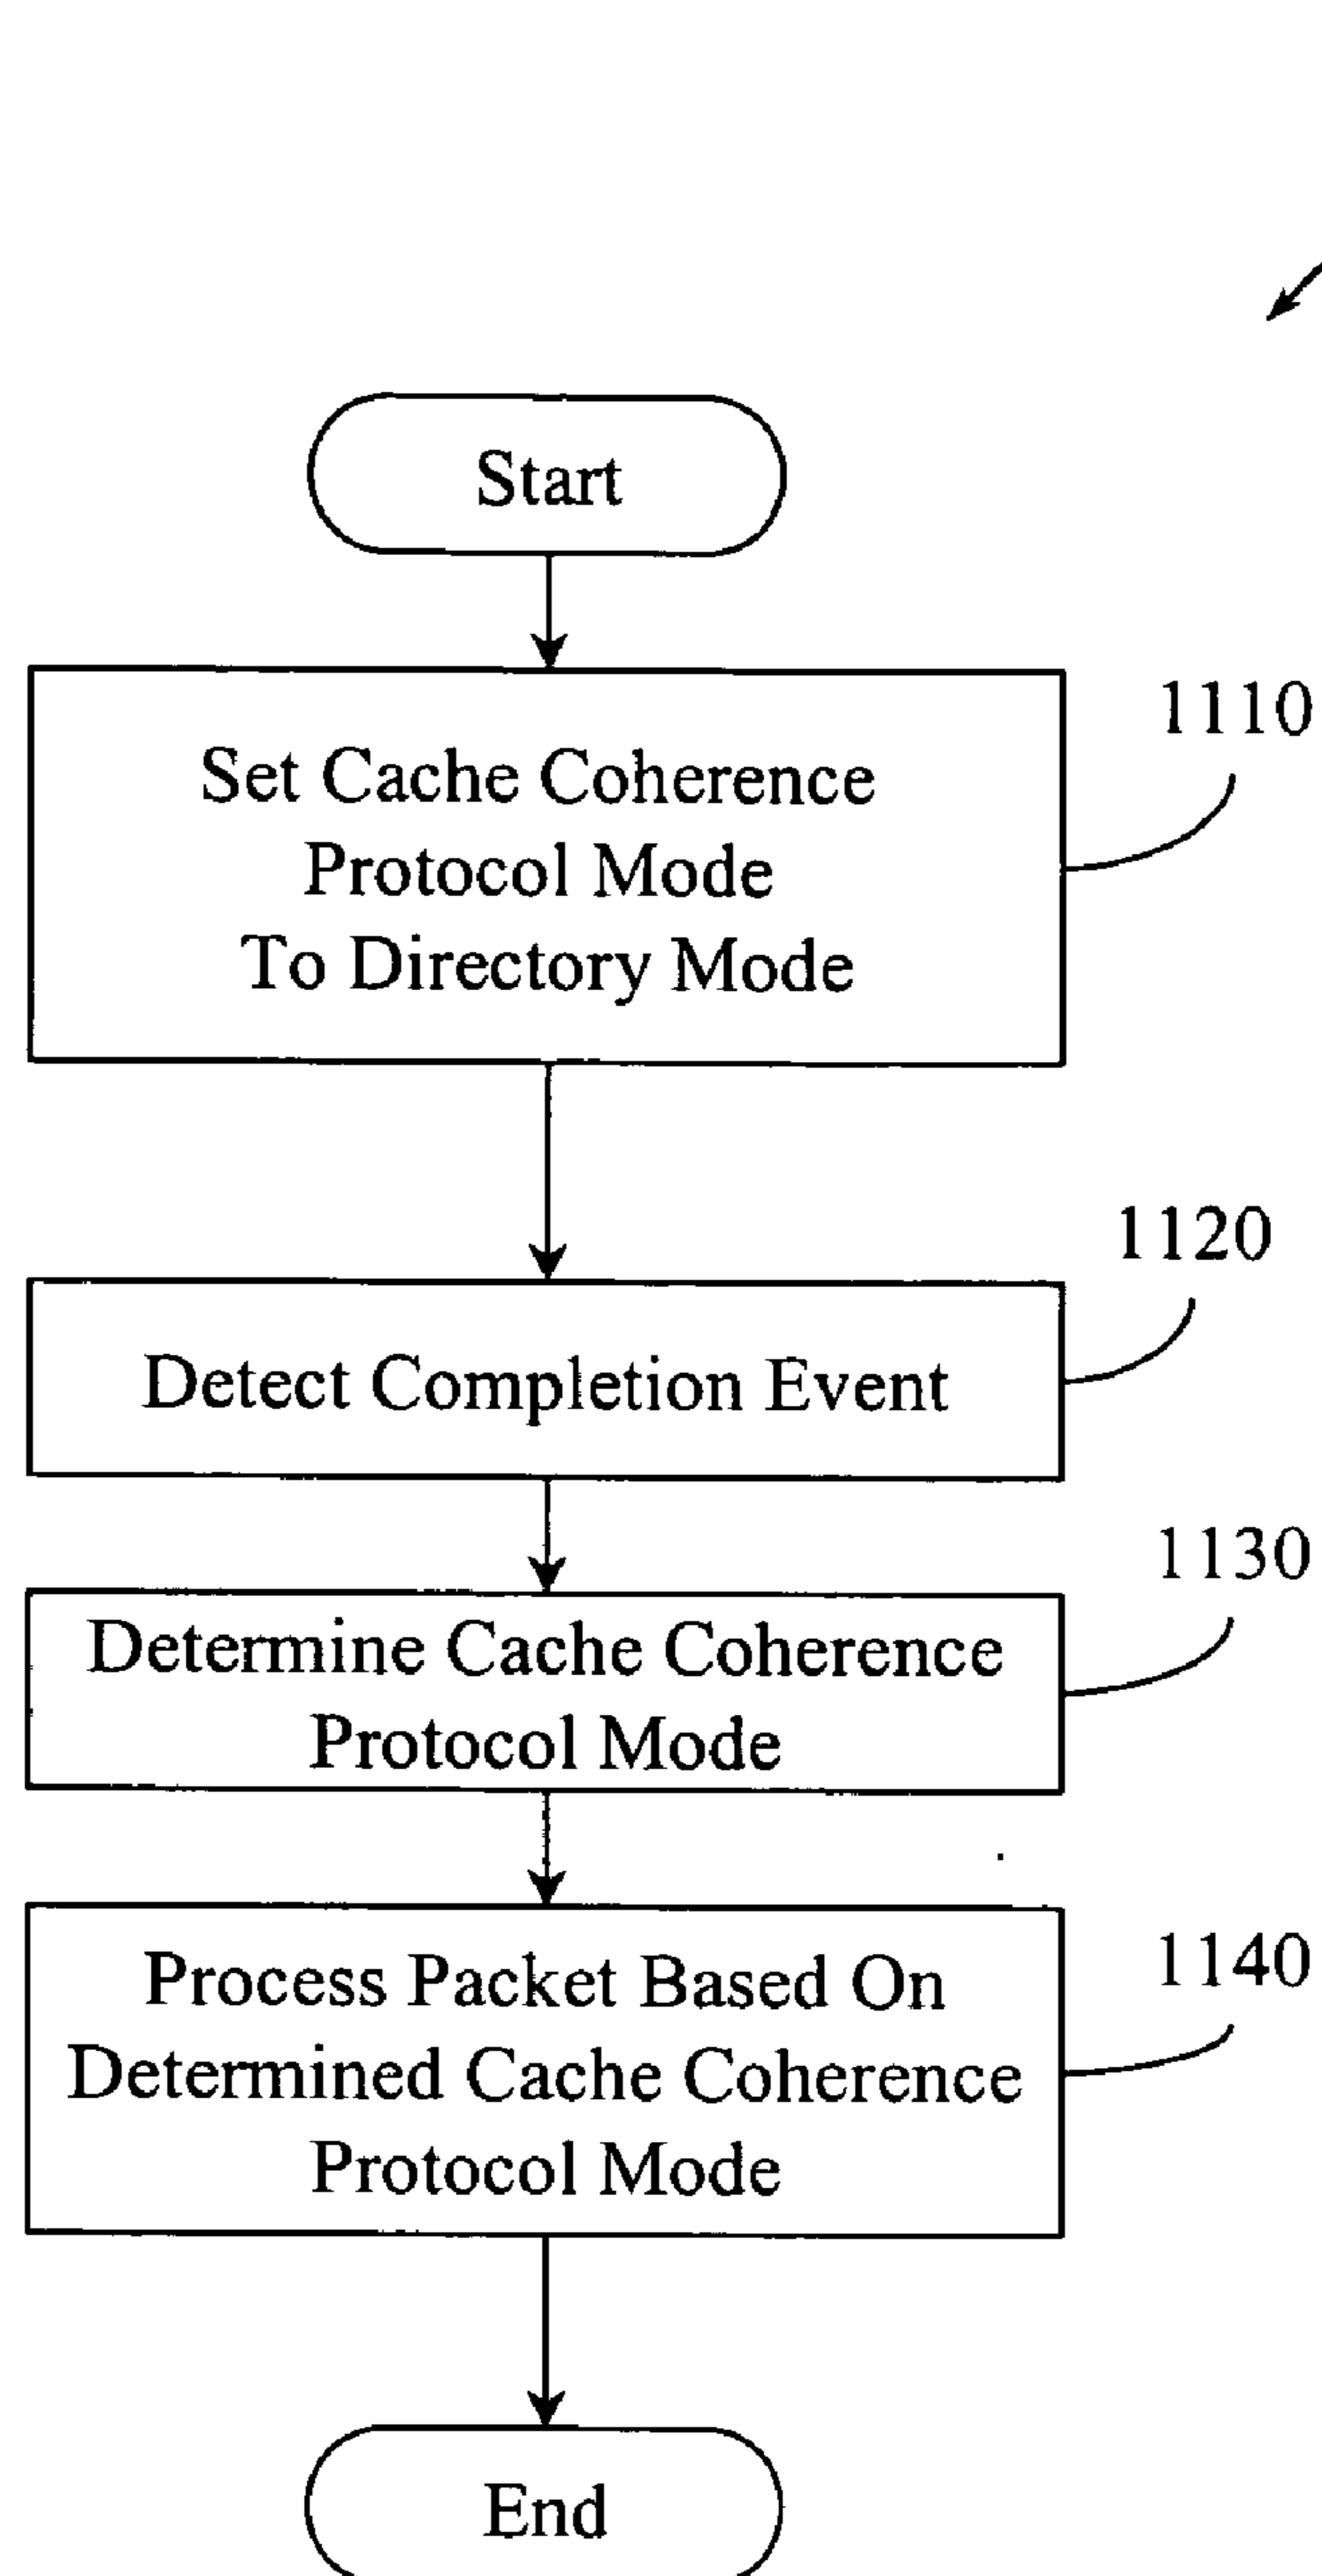 Start
1110
Set Cache Coherence
Protocol Mode
To Directory Mode
1120
Detect Completion Event
1130
Determine Cache Coherence
Protocol Mode
1140
Process Packet Based On
Determined Cache Coherence
Protocol Mode
End